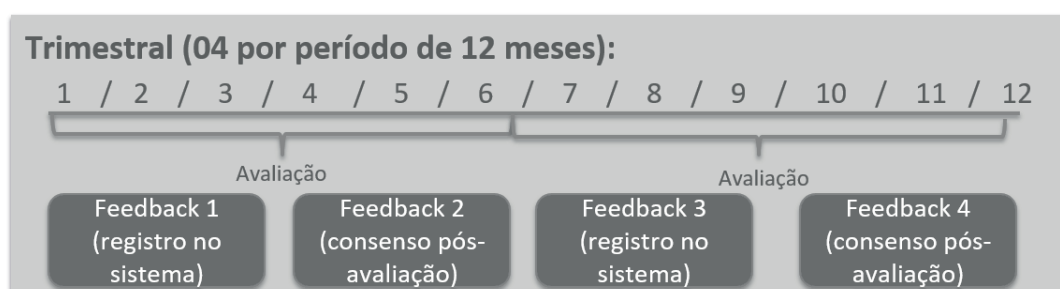 Trimestral (04 por período de 12 meses):
1 / 2 / 3 / 4 / 5 / 6 / 7 / 8 / 9 / 10 / 11 / 12
Avaliação
Avaliação
Feedback 1
(registro no
sistema)
Feedback 2
(consenso pós-
avaliação)
Feedback 3
(registro no
sistema)
Feedback 4
(consenso pós-
avaliação)